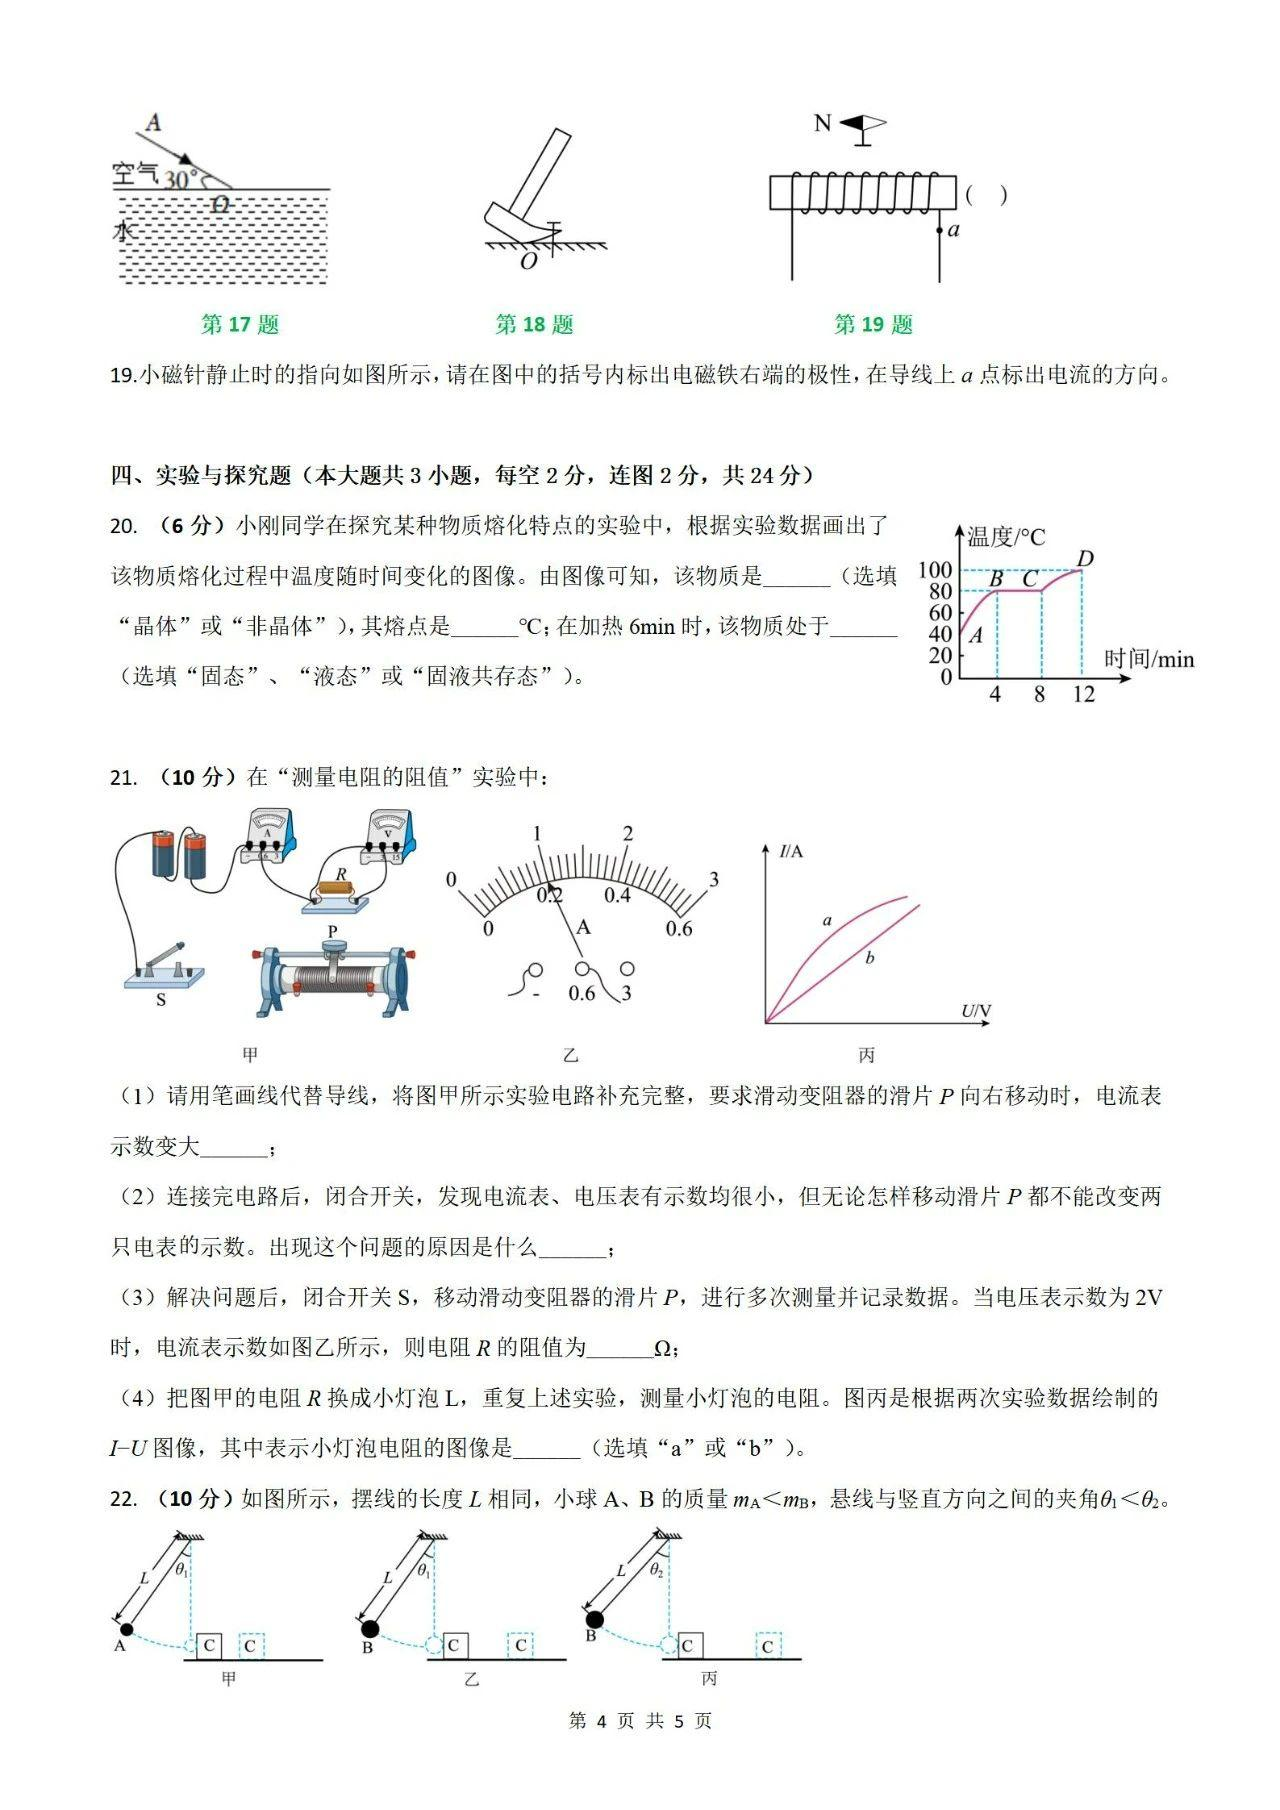 A
空气
30°
O
水
O
N
( )
a
第 17 题
第 18 题
第 19 题
19.小磁针静止时的指向如图所示,请在图中的括号内标出电磁铁右端的极性,在导线上 a 点标出电流的方向。
四、实验与探究题（本大题共 3 小题，每空 2 分，连图 2 分，共 24 分）
20. （6 分）小刚同学在探究某种物质熔化特点的实验中，根据实验数据画出了
该物质熔化过程中温度随时间变化的图像。由图像可知，该物质是______（选填
“晶体”或“非晶体”），其熔点是______℃；在加热 6min 时，该物质处于______
（选填“固态”、“液态”或“固液共存态”）。
温度/°C
100
80
60
40
20
0
A
B
C
D
4
8
12
时间/min
21. （10 分）在“测量电阻的阻值”实验中：
A
- 0.6 3
V
- 3 15
R
P
S
甲
0 1 2 3
0 0.2 0.4 0.6
A
- 0.6 3
乙
I/A
a
b
U/V
丙
（1）请用笔画线代替导线，将图甲所示实验电路补充完整，要求滑动变阻器的滑片 P 向右移动时，电流表
示数变大______；
（2）连接完电路后，闭合开关，发现电流表、电压表有示数均很小，但无论怎样移动滑片 P 都不能改变两
只电表的示数。出现这个问题的原因是什么______；
（3）解决问题后，闭合开关 S，移动滑动变阻器的滑片 P，进行多次测量并记录数据。当电压表示数为 2V
时，电流表示数如图乙所示，则电阻 R 的阻值为______Ω；
（4）把图甲的电阻 R 换成小灯泡 L，重复上述实验，测量小灯泡的电阻。图丙是根据两次实验数据绘制的
I−U 图像，其中表示小灯泡电阻的图像是______（选填“a”或“b”）。
22. （10 分）如图所示，摆线的长度 L 相同，小球 A、B 的质量 mA＜mB，悬线与竖直方向之间的夹角θ1＜θ2。
L
θ1
A
C
C
甲
L
θ1
B
C
C
乙
L
θ2
B
C
C
丙
第 4 页 共 5 页